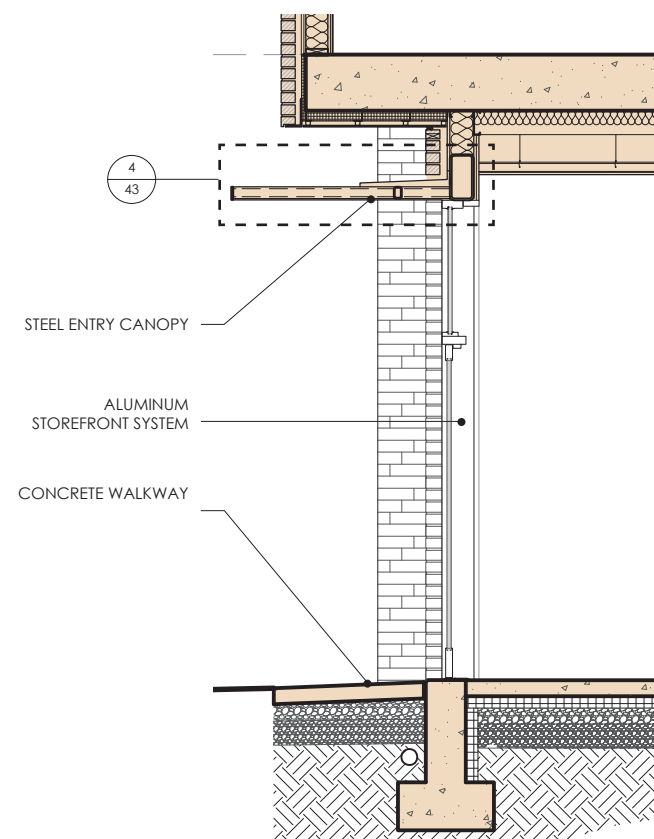 4
43
STEEL ENTRY CANOPY
ALUMINUM
STOREFRONT SYSTEM
CONCRETE WALKWAY